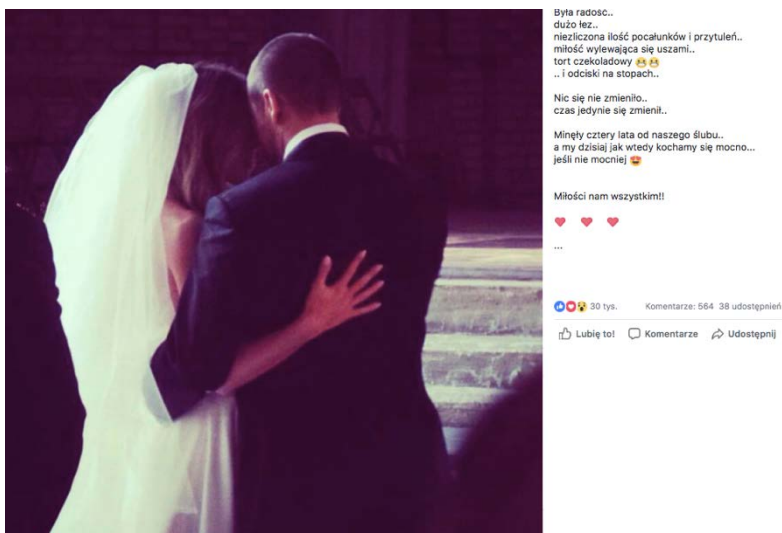 Była radość..
dużo łez..
niezliczona ilość pocałunków i przytuleń..
miłość wylewająca się uszami..
tort czekoladowy 😁😁
.. i odciski na stopach..
Nic się nie zmieniło..
czas jedynie się zmienił..
Minęły cztery lata od naszego ślubu..
a my dzisiaj jak wtedy kochamy się mocno...
jeśli nie mocniej 😍
Miłości nam wszystkim!!
♥ ♥ ♥
...
30 tys. Komentarze: 564 38 udostępnień
Lubię to! Komentarze Udostępnij